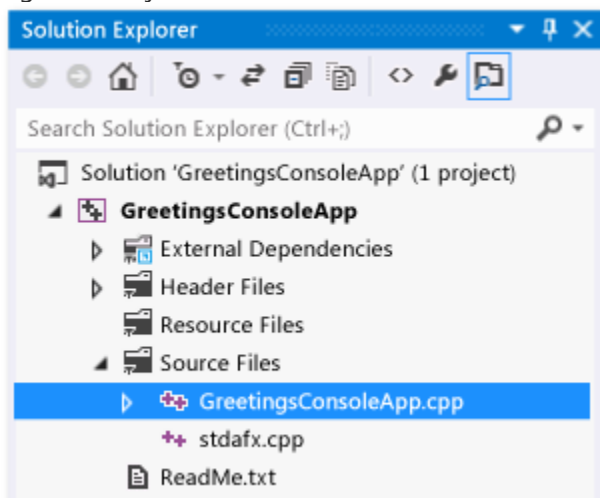 Solution Explorer
Search Solution Explorer (Ctrl+;)
Solution 'GreetingsConsoleApp' (1 project)
GreetingsConsoleApp
External Dependencies
Header Files
Resource Files
Source Files
GreetingsConsoleApp.cpp
stdafx.cpp
ReadMe.txt